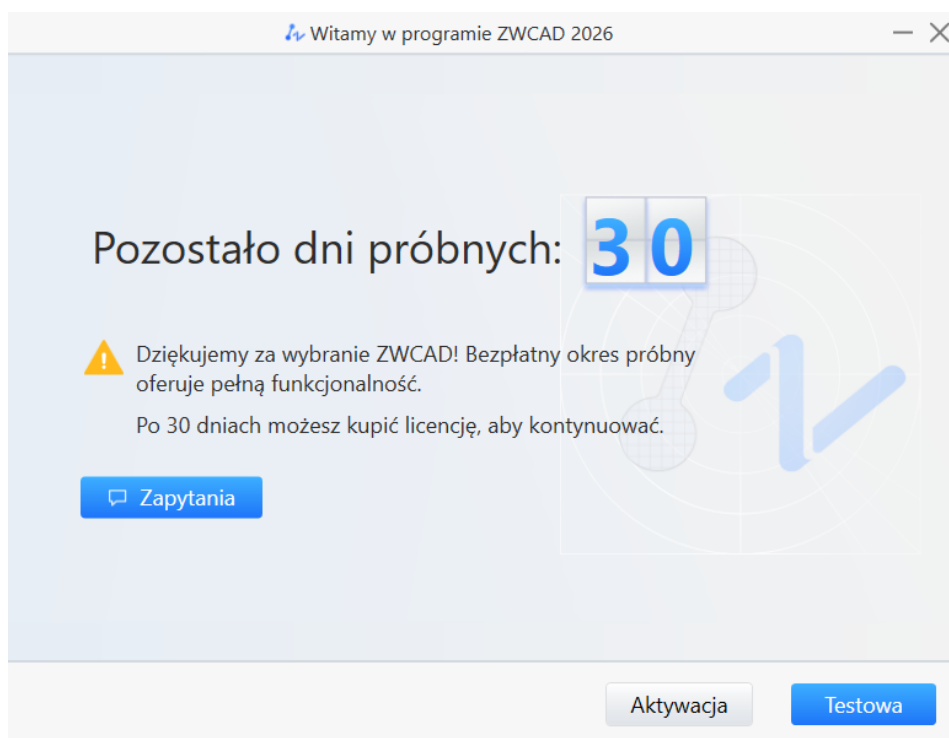 Witamy w programie ZWCAD 2026
Pozostało dni próbnych: 30
Dziękujemy za wybranie ZWCAD! Bezpłatny okres próbny
oferuje pełną funkcjonalność.
Po 30 dniach możesz kupić licencję, aby kontynuować.
Zapytania
Aktywacja Testowa